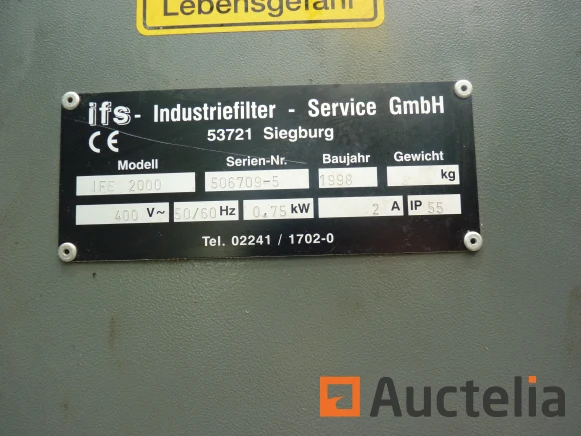 Lebensgefahr
ifs - Industriefilter - Service GmbH
53721 Siegburg
CE
Modell Serien-Nr. Baujahr Gewicht
IFS 2000 506709-5 1998 kg
400 V~ 50/60 Hz 0,75 kW 2 A IP 55
Tel. 02241 / 1702-0
Auctelia